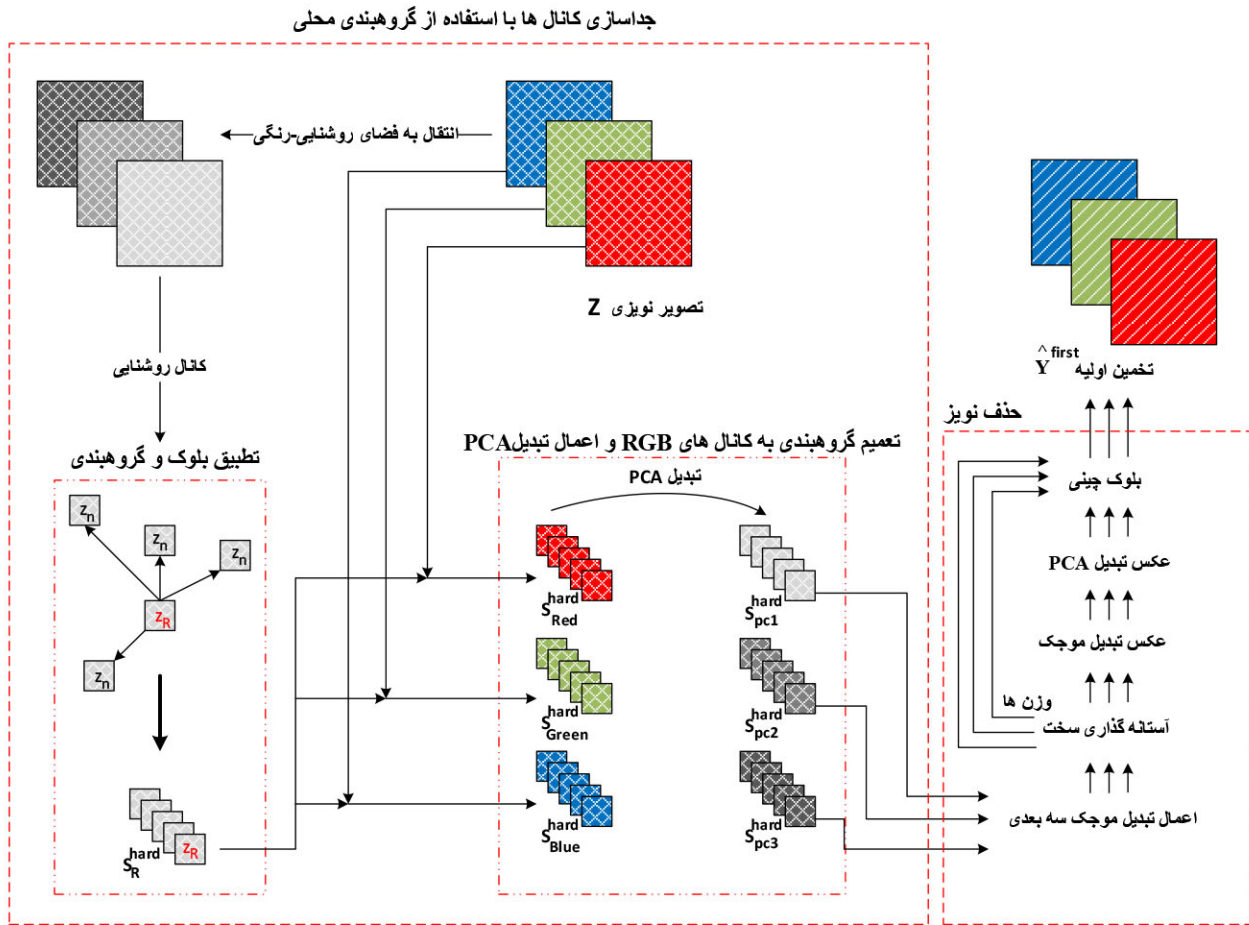 جداسازی کانال ها با استفاده از گروهبندی محلی
انتقال به فضای روشنایی-رنگی
تصویر نویزی Z
کانال روشنایی
تطبیق بلوک و گروهبندی
z_n
z_n
z_n
z_R
z_n
z_R
S_R^hard
تعمیم گروهبندی به کانال های RGB و اعمال تبدیلPCA
تبدیل PCA
S_Red^hard
S_pc1^hard
S_Green^hard
S_pc2^hard
S_Blue^hard
S_pc3^hard
تخمین اولیه Ŷ^first
حذف نویز
بلوک چینی
عکس تبدیل PCA
عکس تبدیل موجک
وزن ها
آستانه گذاری سخت
اعمال تبدیل موجک سه بعدی